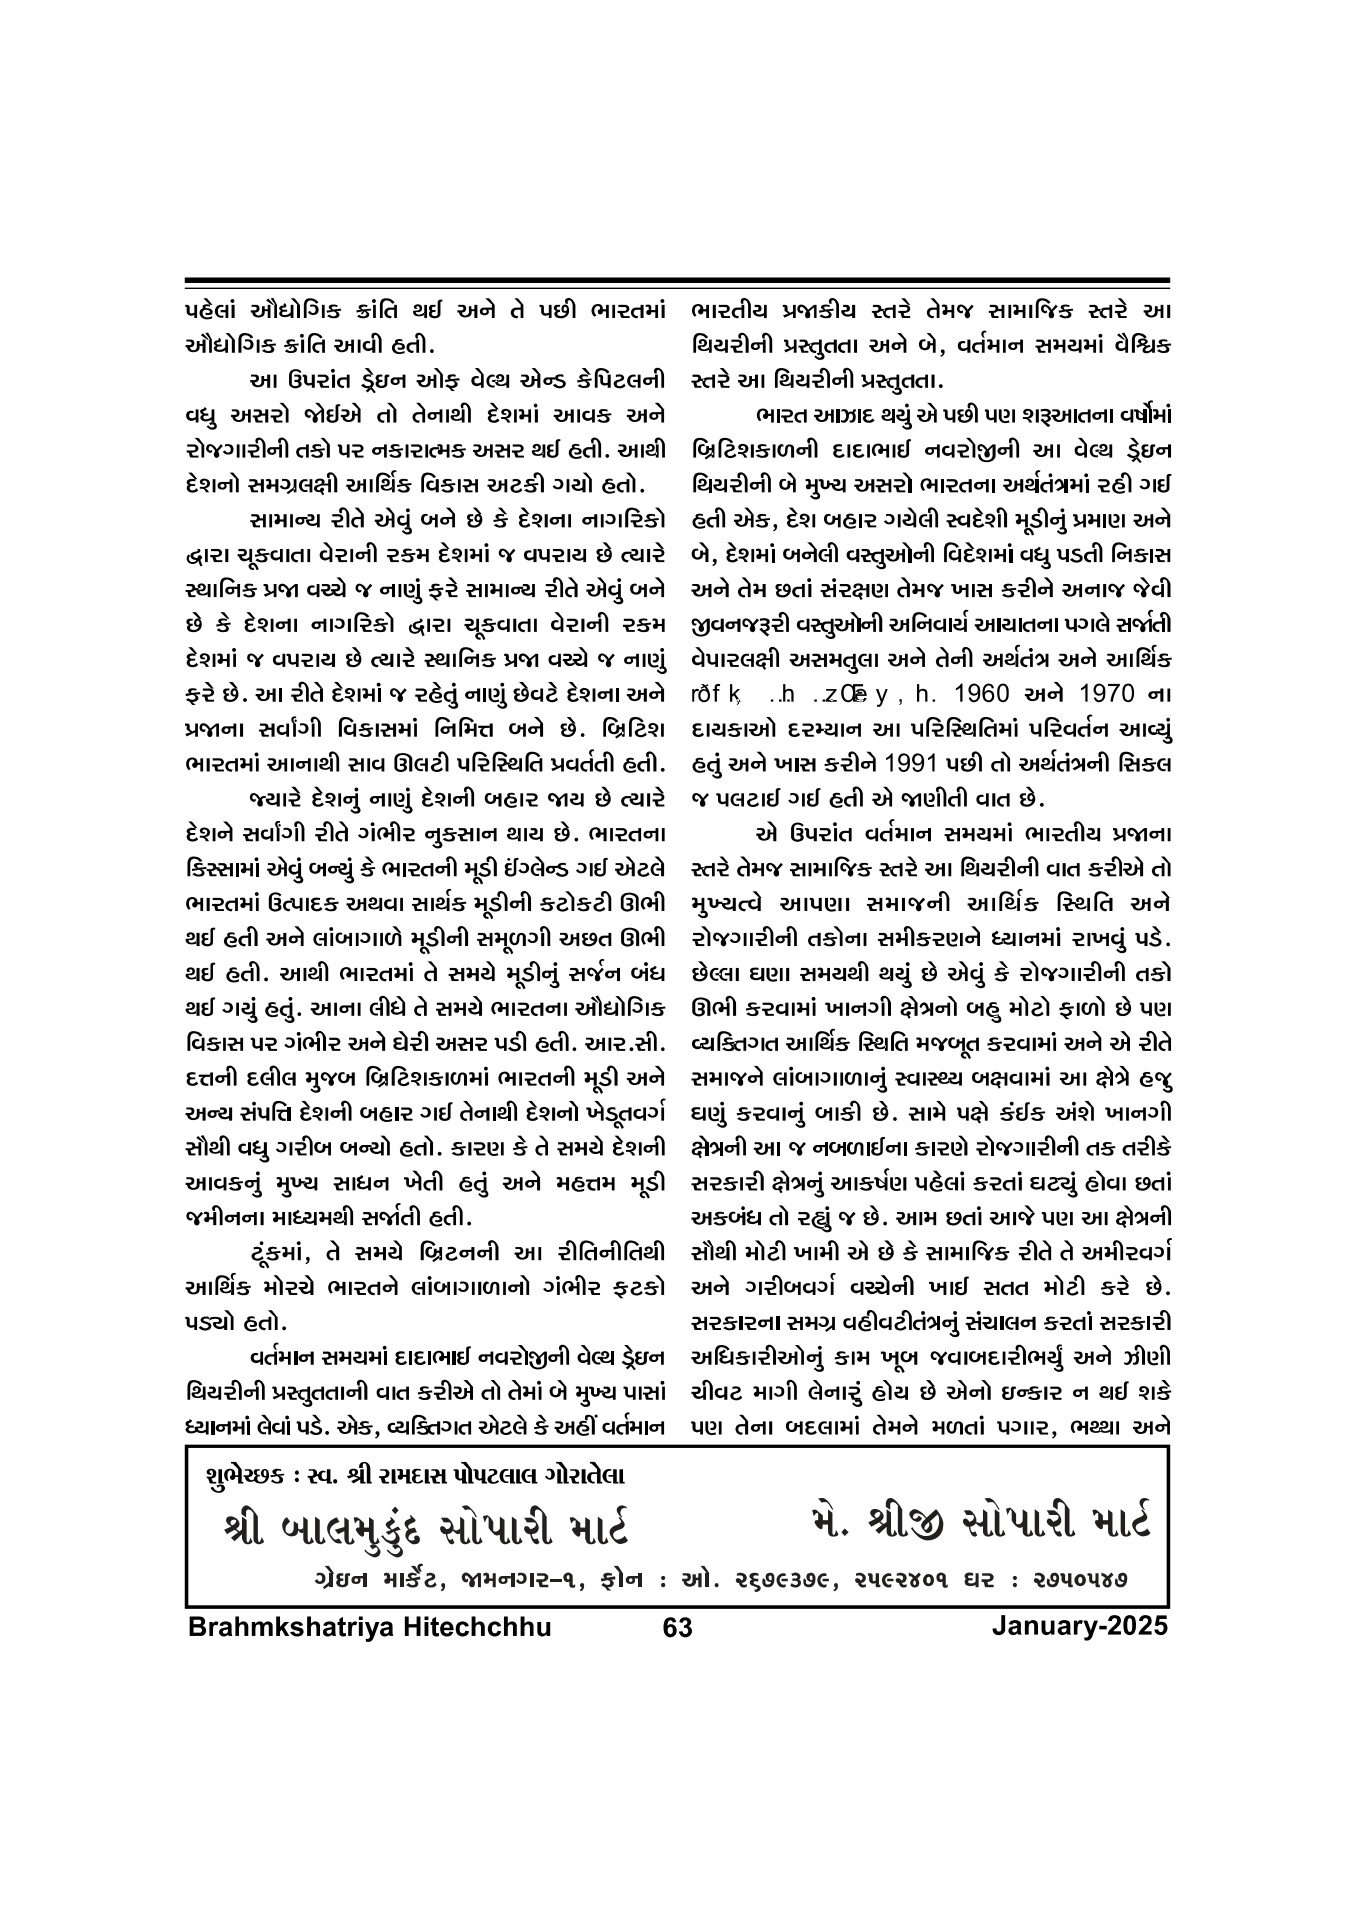 પહેલાં ઔદ્યોગિક ક્રાંતિ થઈ અને તે પછી ભારતમાં
ઔદ્યોગિક ક્રાંતિ આવી હતી.
આ ઉપરાંત ડ્રેઇન ઓફ વેલ્થ એન્ડ કેપિટલની
વધુ અસરો જોઈએ તો તેનાથી દેશમાં આવક અને
રોજગારીની તકો પર નકારાત્મક અસર થઈ હતી. આથી
દેશનો સમગ્રલક્ષી આર્થિક વિકાસ અટકી ગયો હતો.
સામાન્ય રીતે એવું બને છે કે દેશના નાગરિકો
દ્વારા ચૂકવાતા વેરાની રકમ દેશમાં જ વપરાય છે ત્યારે
સ્થાનિક પ્રજા વચ્ચે જ નાણું ફરે સામાન્ય રીતે એવું બને
છે કે દેશના નાગરિકો દ્વારા ચૂકવાતા વેરાની રકમ
દેશમાં જ વપરાય છે ત્યારે સ્થાનિક પ્રજા વચ્ચે જ નાણું
ફરે છે. આ રીતે દેશમાં જ રહેતું નાણું છેવટે દેશના અને
પ્રજાના સર્વાંગી વિકાસમાં નિમિત્ત બને છે. બ્રિટિશ
ભારતમાં આનાથી સાવ ઊલટી પરિસ્થિતિ પ્રવર્તતી હતી.
જ્યારે દેશનું નાણું દેશની બહાર જાય છે ત્યારે
દેશને સર્વાંગી રીતે ગંભીર નુકસાન થાય છે. ભારતના
કિસ્સામાં એવું બન્યું કે ભારતની મૂડી ઈંગ્લેન્ડ ગઈ એટલે
ભારતમાં ઉત્પાદક અથવા સાર્થક મૂડીની કટોકટી ઊભી
થઈ હતી અને લાંબાગાળે મૂડીની સમૂળગી અછત ઊભી
થઈ હતી. આથી ભારતમાં તે સમયે મૂડીનું સર્જન બંધ
થઈ ગયું હતું. આના લીધે તે સમયે ભારતના ઔદ્યોગિક
વિકાસ પર ગંભીર અને ઘેરી અસર પડી હતી. આર.સી.
દત્તની દલીલ મુજબ બ્રિટિશકાળમાં ભારતની મૂડી અને
અન્ય સંપત્તિ દેશની બહાર ગઈ તેનાથી દેશનો ખેડૂતવર્ગ
સૌથી વધુ ગરીબ બન્યો હતો. કારણ કે તે સમયે દેશની
આવકનું મુખ્ય સાધન ખેતી હતું અને મહત્તમ મૂડી
જમીનના માધ્યમથી સર્જાતી હતી.
ટૂંકમાં, તે સમયે બ્રિટનની આ રીતિનીતિથી
આર્થિક મોરચે ભારતને લાંબાગાળાનો ગંભીર ફટકો
પડ્યો હતો.
વર્તમાન સમયમાં દાદાભાઈ નવરોજીની વેલ્થ ડ્રેઇન
થિયરીની પ્રસ્તુતતાની વાત કરીએ તો તેમાં બે મુખ્ય પાસાં
ધ્યાનમાં લેવાં પડે. એક, વ્યક્તિગત એટલે કે અહીં વર્તમાન
ભારતીય પ્રજાકીય સ્તરે તેમજ સામાજિક સ્તરે આ
થિયરીની પ્રસ્તુતતા અને બે, વર્તમાન સમયમાં વૈશ્વિક
સ્તરે આ થિયરીની પ્રસ્તુતતા.
ભારત આઝાદ થયું એ પછી પણ શરૂઆતના વર્ષોમાં
બ્રિટિશકાળની દાદાભાઈ નવરોજીની આ વેલ્થ ડ્રેઇન
થિયરીની બે મુખ્ય અસરો ભારતના અર્થતંત્રમાં રહી ગઈ
હતી એક, દેશ બહાર ગયેલી સ્વદેશી મૂડીનું પ્રમાણ અને
બે, દેશમાં બનેલી વસ્તુઓની વિદેશમાં વધુ પડતી નિકાસ
અને તેમ છતાં સંરક્ષણ તેમજ ખાસ કરીને અનાજ જેવી
જીવનજરૂરી વસ્તુઓની અનિવાર્ય આયાતના પગલે સર્જાતી
વેપારલક્ષી અસમતુલા અને તેની અર્થતંત્ર અને આર્થિક
1960 અને 1970 ના
દાયકાઓ દરમ્યાન આ પરિસ્થિતિમાં પરિવર્તન આવ્યું
હતું અને ખાસ કરીને 1991 પછી તો અર્થતંત્રની સિકલ
જ પલટાઈ ગઈ હતી એ જાણીતી વાત છે.
એ ઉપરાંત વર્તમાન સમયમાં ભારતીય પ્રજાના
સ્તરે તેમજ સામાજિક સ્તરે આ થિયરીની વાત કરીએ તો
મુખ્યત્વે આપણા સમાજની આર્થિક સ્થિતિ અને
રોજગારીની તકોના સમીકરણને ધ્યાનમાં રાખવું પડે.
છેલ્લા ઘણા સમયથી થયું છે એવું કે રોજગારીની તકો
ઊભી કરવામાં ખાનગી ક્ષેત્રનો બહુ મોટો ફાળો છે પણ
વ્યક્તિગત આર્થિક સ્થિતિ મજબૂત કરવામાં અને એ રીતે
સમાજને લાંબાગાળાનું સ્વાસ્થ્ય બક્ષવામાં આ ક્ષેત્રે હજુ
ઘણું કરવાનું બાકી છે. સામે પક્ષે કંઈક અંશે ખાનગી
ક્ષેત્રની આ જ નબળાઈના કારણે રોજગારીની તક તરીકે
સરકારી ક્ષેત્રનું આકર્ષણ પહેલાં કરતાં ઘટ્યું હોવા છતાં
અકબંધ તો રહ્યું જ છે. આમ છતાં આજે પણ આ ક્ષેત્રની
સૌથી મોટી ખામી એ છે કે સામાજિક રીતે તે અમીરવર્ગ
અને ગરીબવર્ગ વચ્ચેની ખાઈ સતત મોટી કરે છે.
સરકારના સમગ્ર વહીવટીતંત્રનું સંચાલન કરતાં સરકારી
અધિકારીઓનું કામ ખૂબ જવાબદારીભર્યું અને ઝીણી
ચીવટ માગી લેનારું હોય છે એનો ઇન્કાર ન થઈ શકે
પણ તેના બદલામાં તેમને મળતાં પગાર, ભથ્થા અને
શુભેચ્છક : સ્વ. શ્રી રામદાસ પોપટલાલ ગોરાતેલા
શ્રી બાલમુકુંદ સોપારી માર્ટ
મે. શ્રીજી સોપારી માર્ટ
ગ્રેઇન માર્કેટ, જામનગર-૧, ફોન : ઓ. ૨૬૭૯૩૭૯, ૨૫૯૨૪૦૧ ઘર : ૨૭૫૦૫૪૭
Brahmkshatriya Hitechchhu 63 January-2025